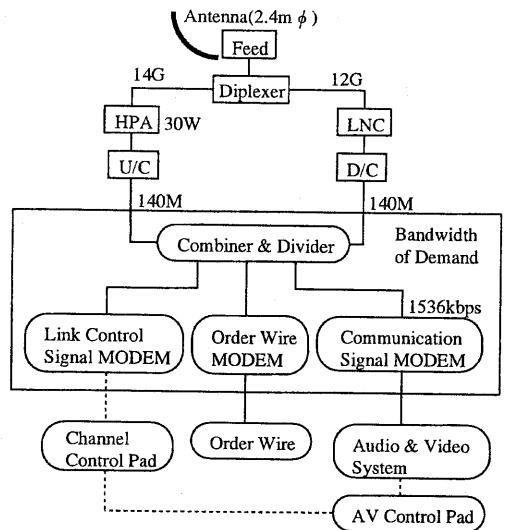 Antenna(2.4m φ)
Feed
14G
12G
Diplexer
HPA
30W
LNC
U/C
D/C
140M
140M
Combiner & Divider
Bandwidth
of Demand
1536kbps
Link Control
Signal MODEM
Order Wire
MODEM
Communication
Signal MODEM
Channel
Control Pad
Order Wire
Audio & Video
System
AV Control Pad